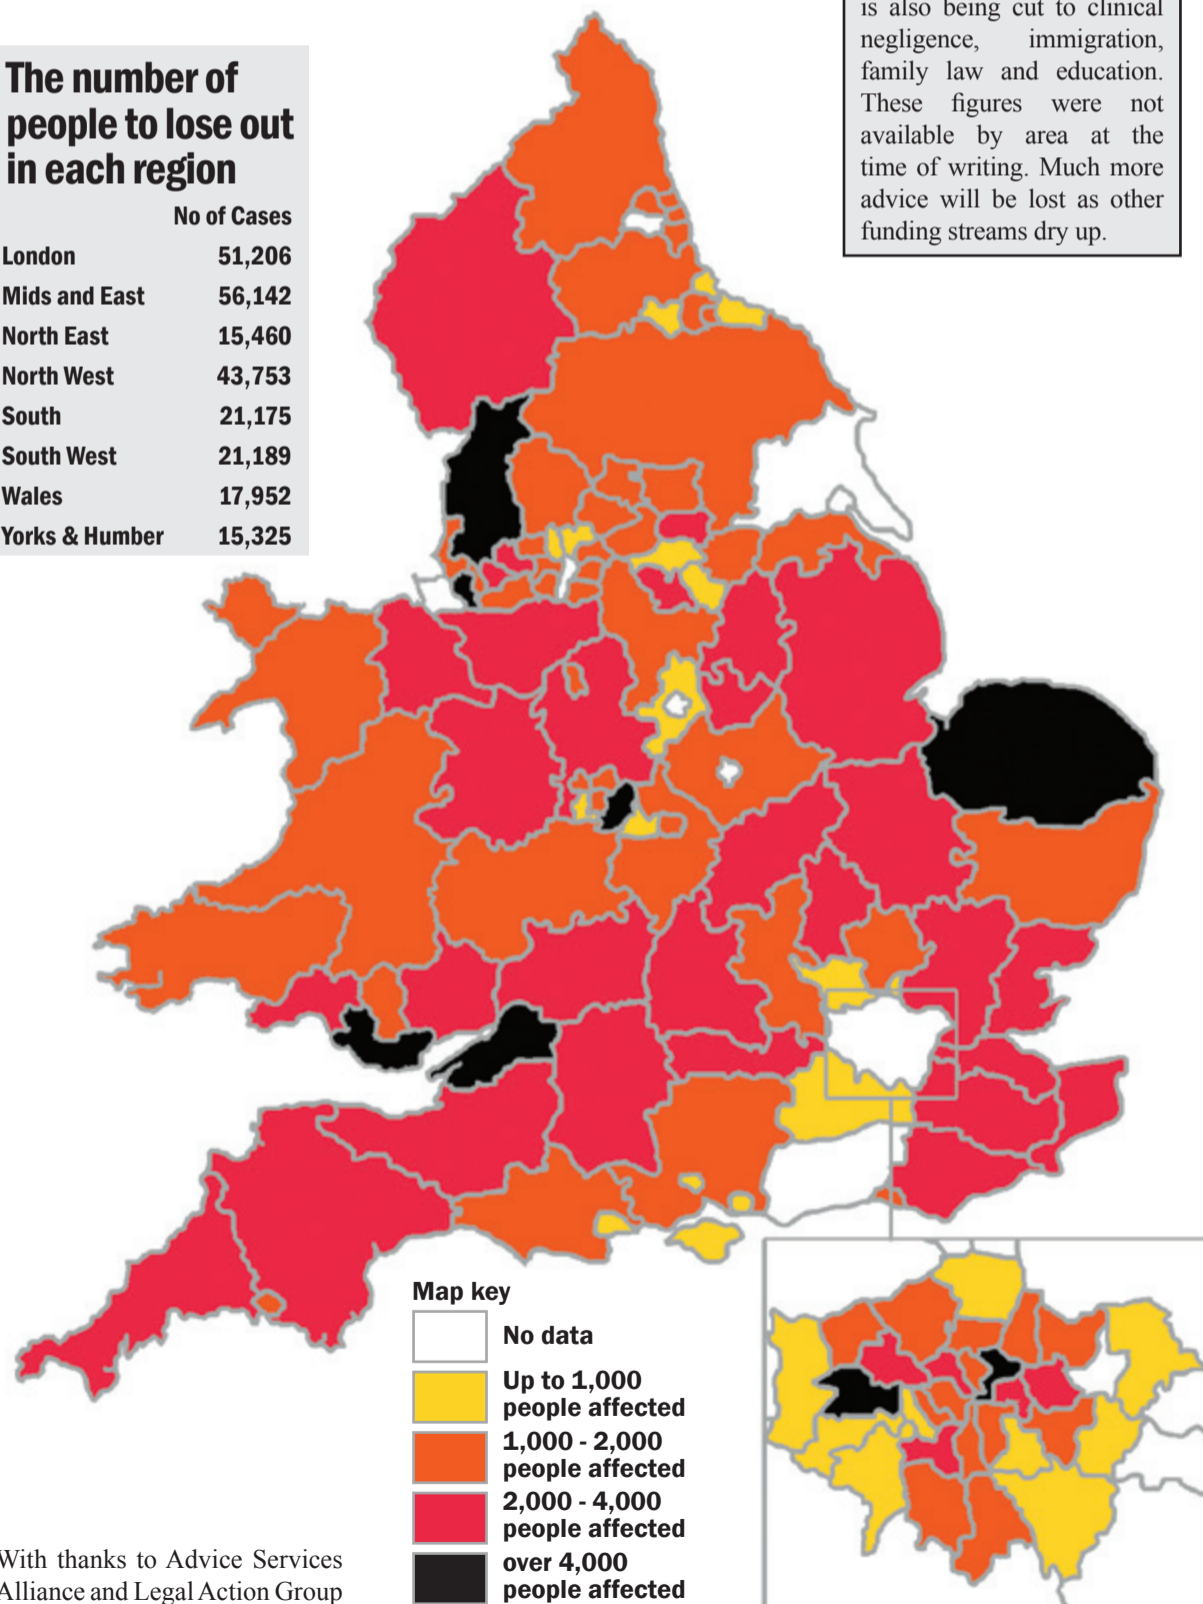 The number of
people to lose out
in each region
No of Cases
London 51,206
Mids and East 56,142
North East 15,460
North West 43,753
South 21,175
South West 21,189
Wales 17,952
Yorks & Humber 15,325
is also being cut to clinical
negligence, immigration,
family law and education.
These figures were not
available by area at the
time of writing. Much more
advice will be lost as other
funding streams dry up.
Map key
No data
Up to 1,000
people affected
1,000 - 2,000
people affected
2,000 - 4,000
people affected
over 4,000
people affected
With thanks to Advice Services
Alliance and Legal Action Group